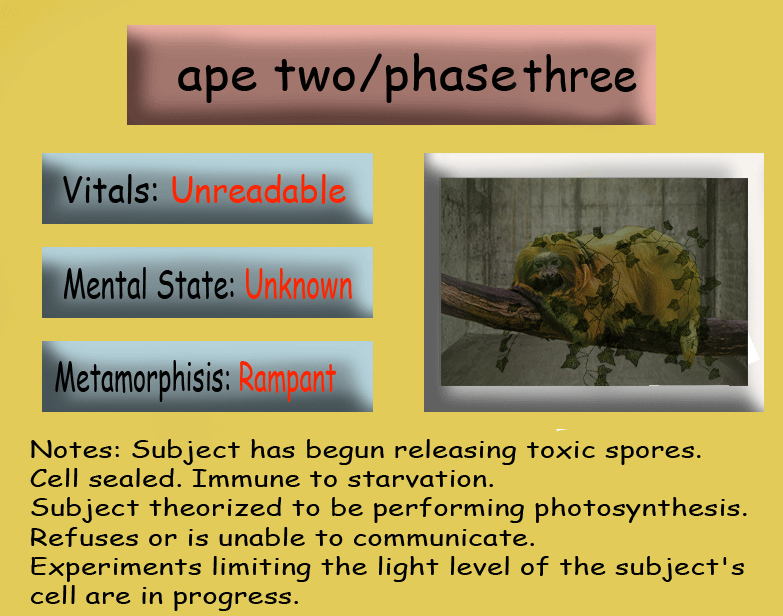 ape two/phase three
Vitals: Unreadable
Mental State: Unknown
Metamorphisis: Rampant
Notes: Subject has begun releasing toxic spores.
Cell sealed. Immune to starvation.
Subject theorized to be performing photosynthesis.
Refuses or is unable to communicate.
Experiments limiting the light level of the subject's
cell are in progress.